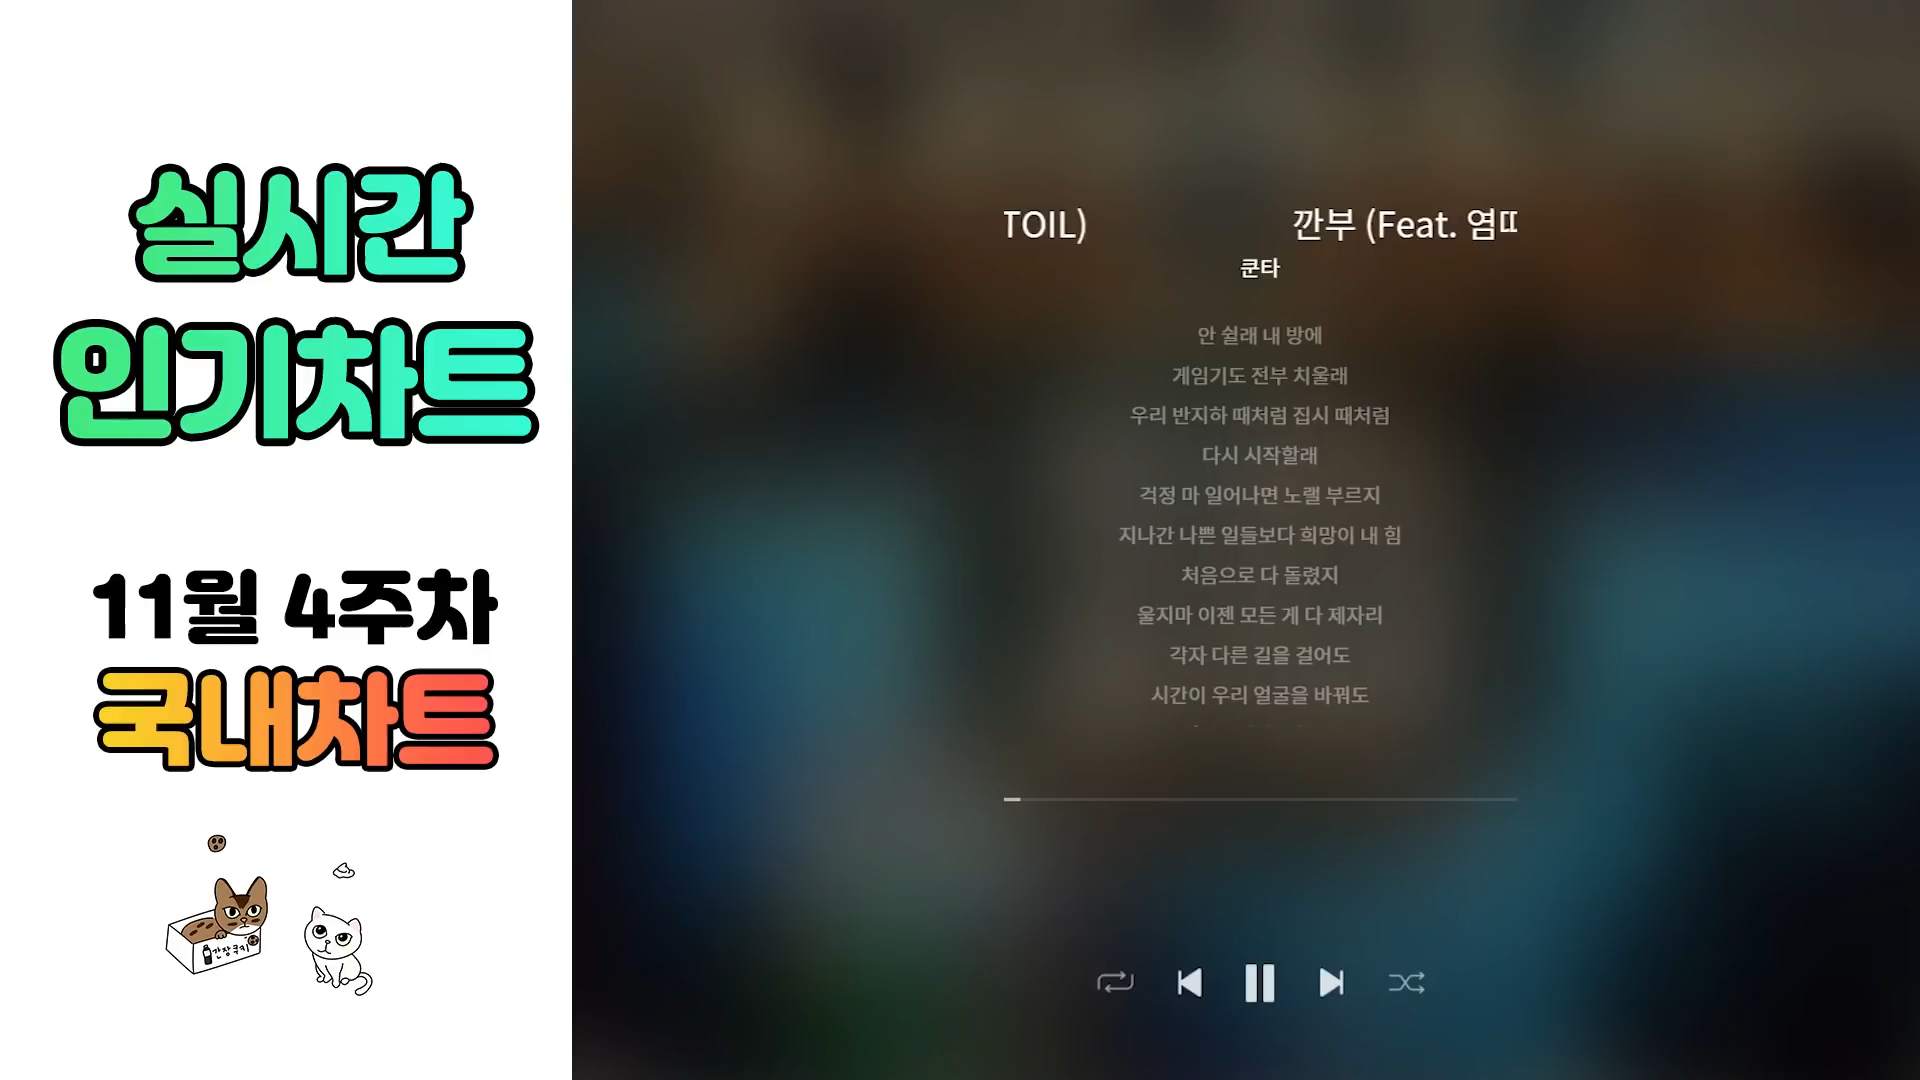 실시간
인기차트
11월 4주차
국내차트
간장쿡키
TOIL) 깐부 (Feat. 염따
쿤타
안 쉴래 내 방에
게임기도 전부 치울래
우리 반지하 때처럼 집시 때처럼
다시 시작할래
걱정 마 일어나면 노랠 부르지
지나간 나쁜 일들보다 희망이 내 힘
처음으로 다 돌렸지
울지마 이젠 모든 게 다 제자리
각자 다른 길을 걸어도
시간이 우리 얼굴을 바꿔도